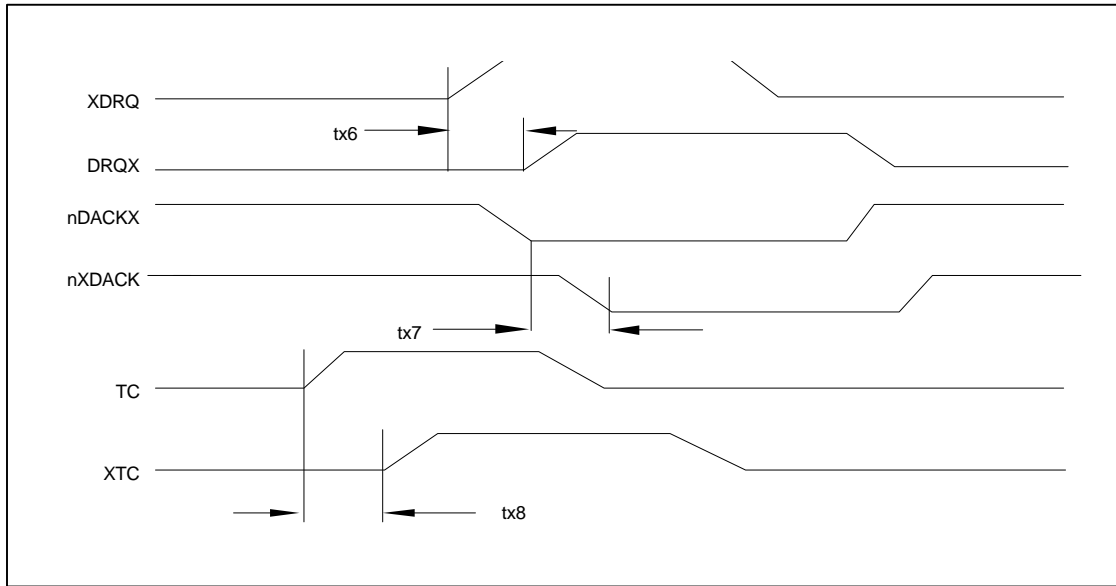 XDRQ
tx6
DRQX
nDACKX
nXDACK
tx7
TC
XTC
tx8